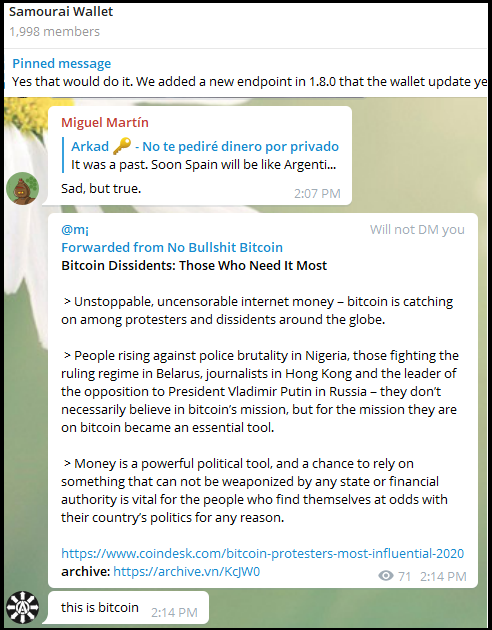 Samourai Wallet
1,998 members
Pinned message
Yes that would do it. We added a new endpoint in 1.8.0 that the wallet update ye
Miguel Martín
Arkad 🔑 - No te pediré dinero por privado
It was a past. Soon Spain will be like Argenti...
Sad, but true.
2:07 PM
@m¡ Will not DM you
Forwarded from No Bullshit Bitcoin
Bitcoin Dissidents: Those Who Need It Most
> Unstoppable, uncensorable internet money – bitcoin is catching
on among protesters and dissidents around the globe.
> People rising against police brutality in Nigeria, those fighting the
ruling regime in Belarus, journalists in Hong Kong and the leader of
the opposition to President Vladimir Putin in Russia – they don’t
necessarily believe in bitcoin’s mission, but for the mission they are
on bitcoin became an essential tool.
> Money is a powerful political tool, and a chance to rely on
something that can not be weaponized by any state or financial
authority is vital for the people who find themselves at odds with
their country’s politics for any reason.
https://www.coindesk.com/bitcoin-protesters-most-influential-2020
archive: https://archive.vn/KcJW0
71 2:14 PM
this is bitcoin 2:14 PM